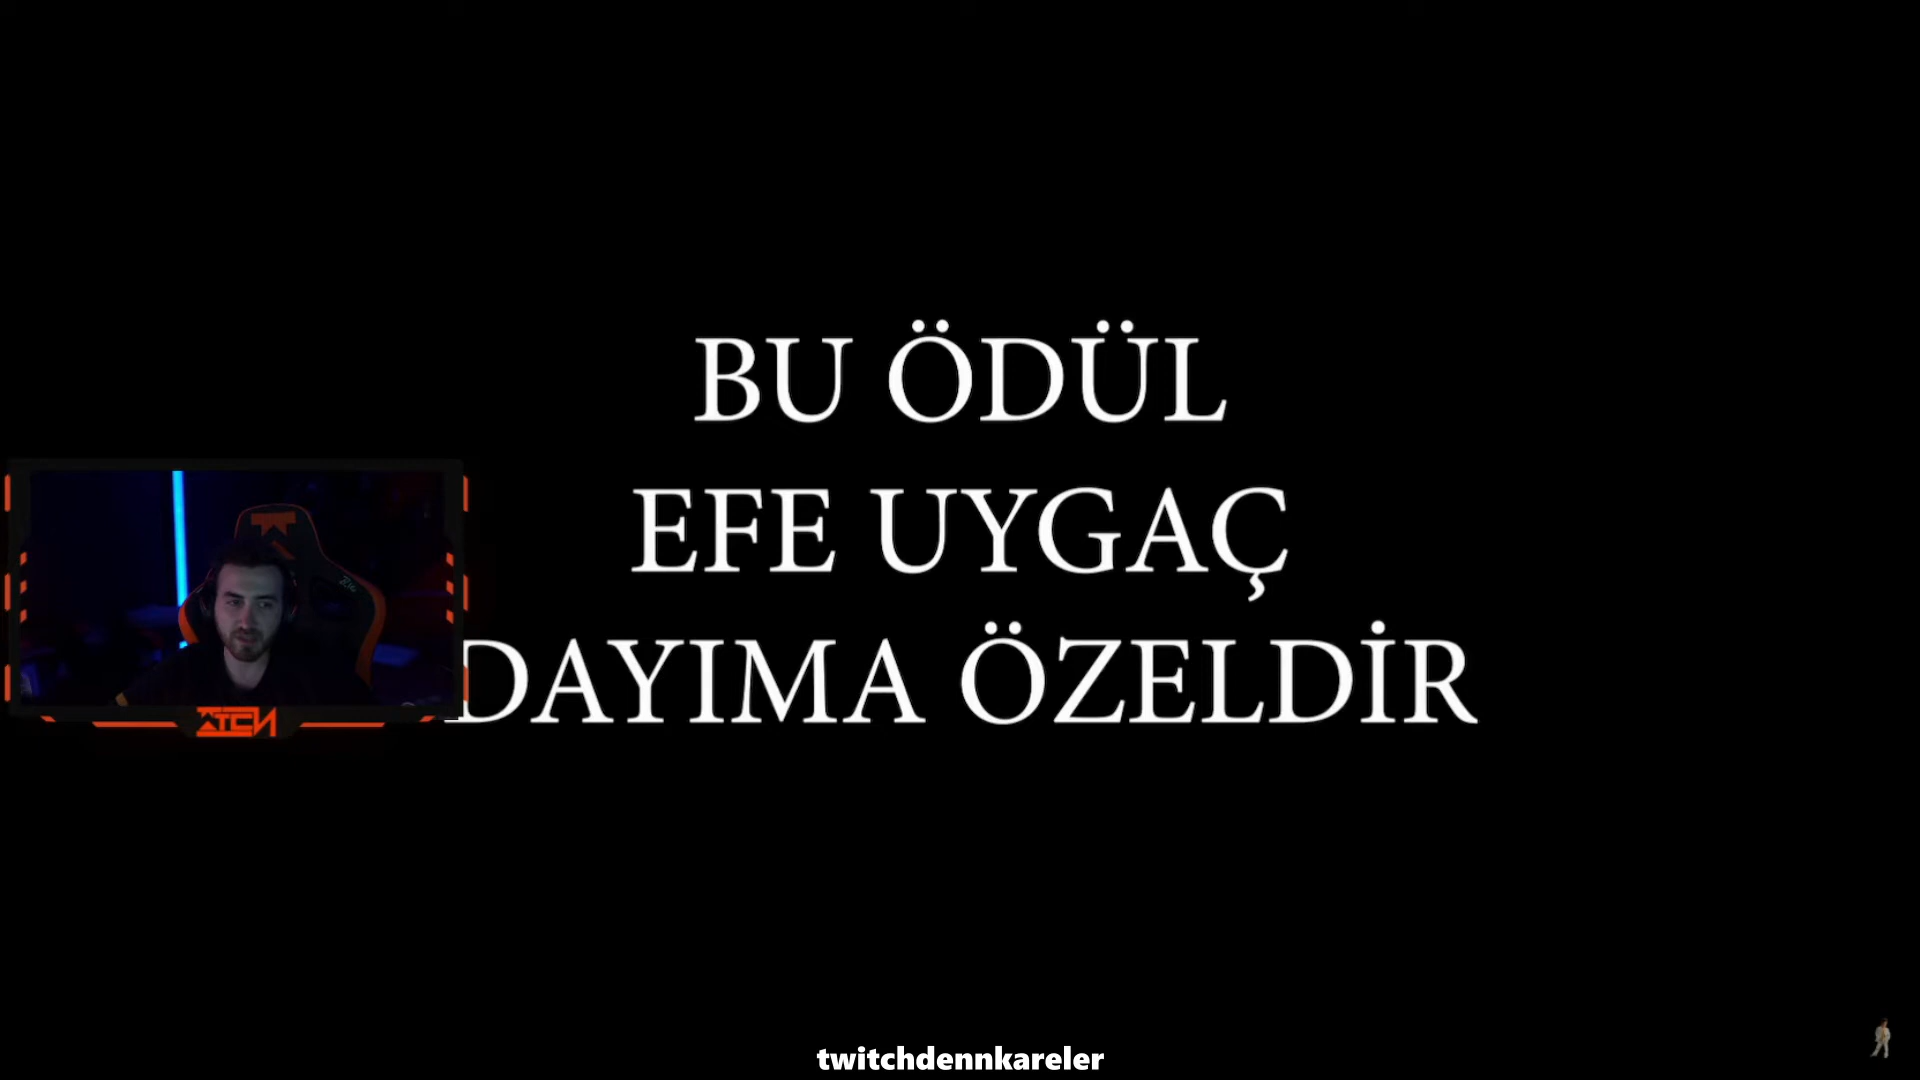 BU ÖDÜL
EFE UYGAÇ
DAYIMA ÖZELDİR
twitchdennkareler